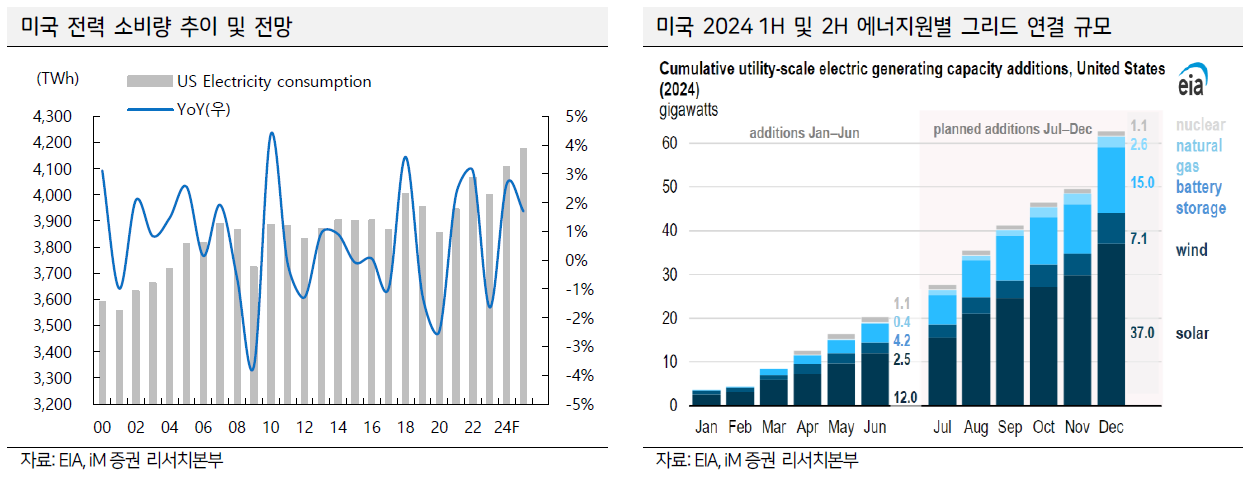 미국 전력 소비량 추이 및 전망
(TWh)
US Electricity consumption
YoY(우)
4,300
4,200
4,100
4,000
3,900
3,800
3,700
3,600
3,500
3,400
3,300
3,200
5%
4%
3%
2%
1%
0%
-1%
-2%
-3%
-4%
-5%
00 02 04 06 08 10 12 14 16 18 20 22 24F
자료: EIA, iM 증권 리서치본부
미국 2024 1H 및 2H 에너지원별 그리드 연결 규모
Cumulative utility-scale electric generating capacity additions, United States
(2024)
gigawatts
eia
additions Jan–Jun
planned additions Jul–Dec
60
50
40
30
20
10
0
1.1
0.4
4.2
2.5
12.0
1.1
2.6
15.0
7.1
37.0
nuclear
natural
gas
battery
storage
wind
solar
Jan Feb Mar Apr May Jun Jul Aug Sep Oct Nov Dec
자료: EIA, iM 증권 리서치본부